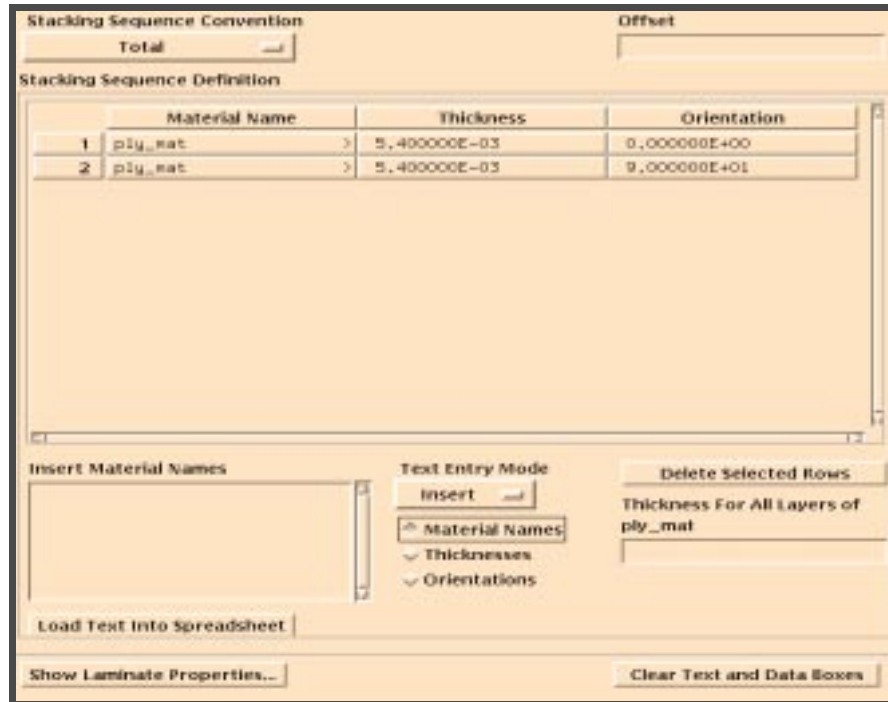 Stacking Sequence Convention Offset
Total
Stacking Sequence Definition
Material Name Thickness Orientation
1 ply_mat > 5.400000E-03 0.000000E+00
2 ply_mat > 5.400000E-03 9.000000E+01
Insert Material Names Text Entry Mode Delete Selected Rows
Insert
Thickness For All Layers of
ply_mat
Material Names
Thicknesses
Orientations
Load Text Into Spreadsheet
Show Laminate Properties... Clear Text and Data Boxes